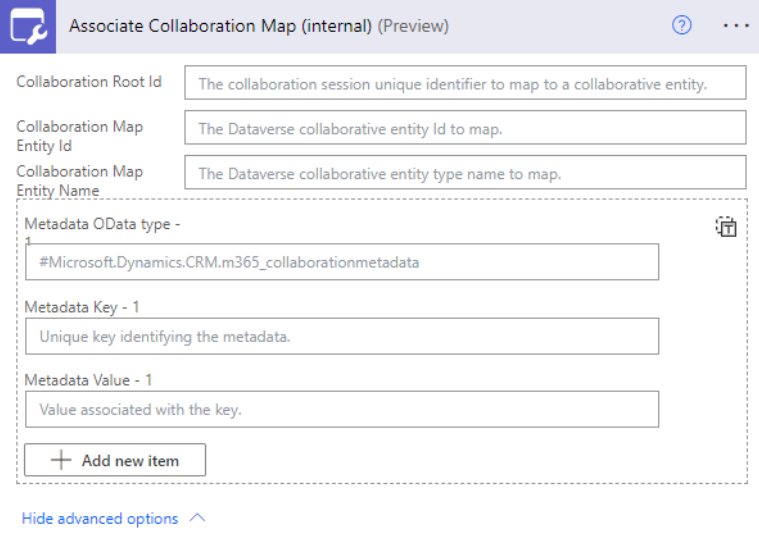 Associate Collaboration Map (internal) (Preview)
Collaboration Root Id
The collaboration session unique identifier to map to a collaborative entity.
Collaboration Map
Entity Id
The Dataverse collaborative entity Id to map.
Collaboration Map
Entity Name
The Dataverse collaborative entity type name to map.
Metadata OData type -
1
#Microsoft.Dynamics.CRM.m365_collaborationmetadata
Metadata Key - 1
Unique key identifying the metadata.
Metadata Value - 1
Value associated with the key.
Add new item
Hide advanced options